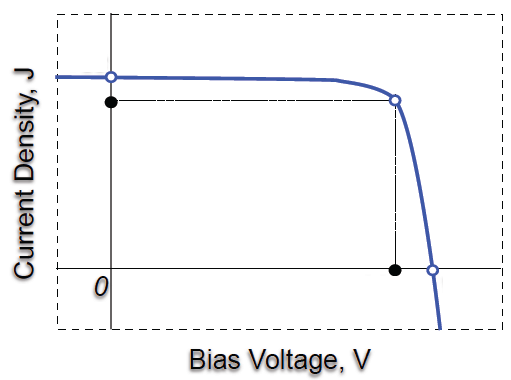 Current Density, J
0
Bias Voltage, V